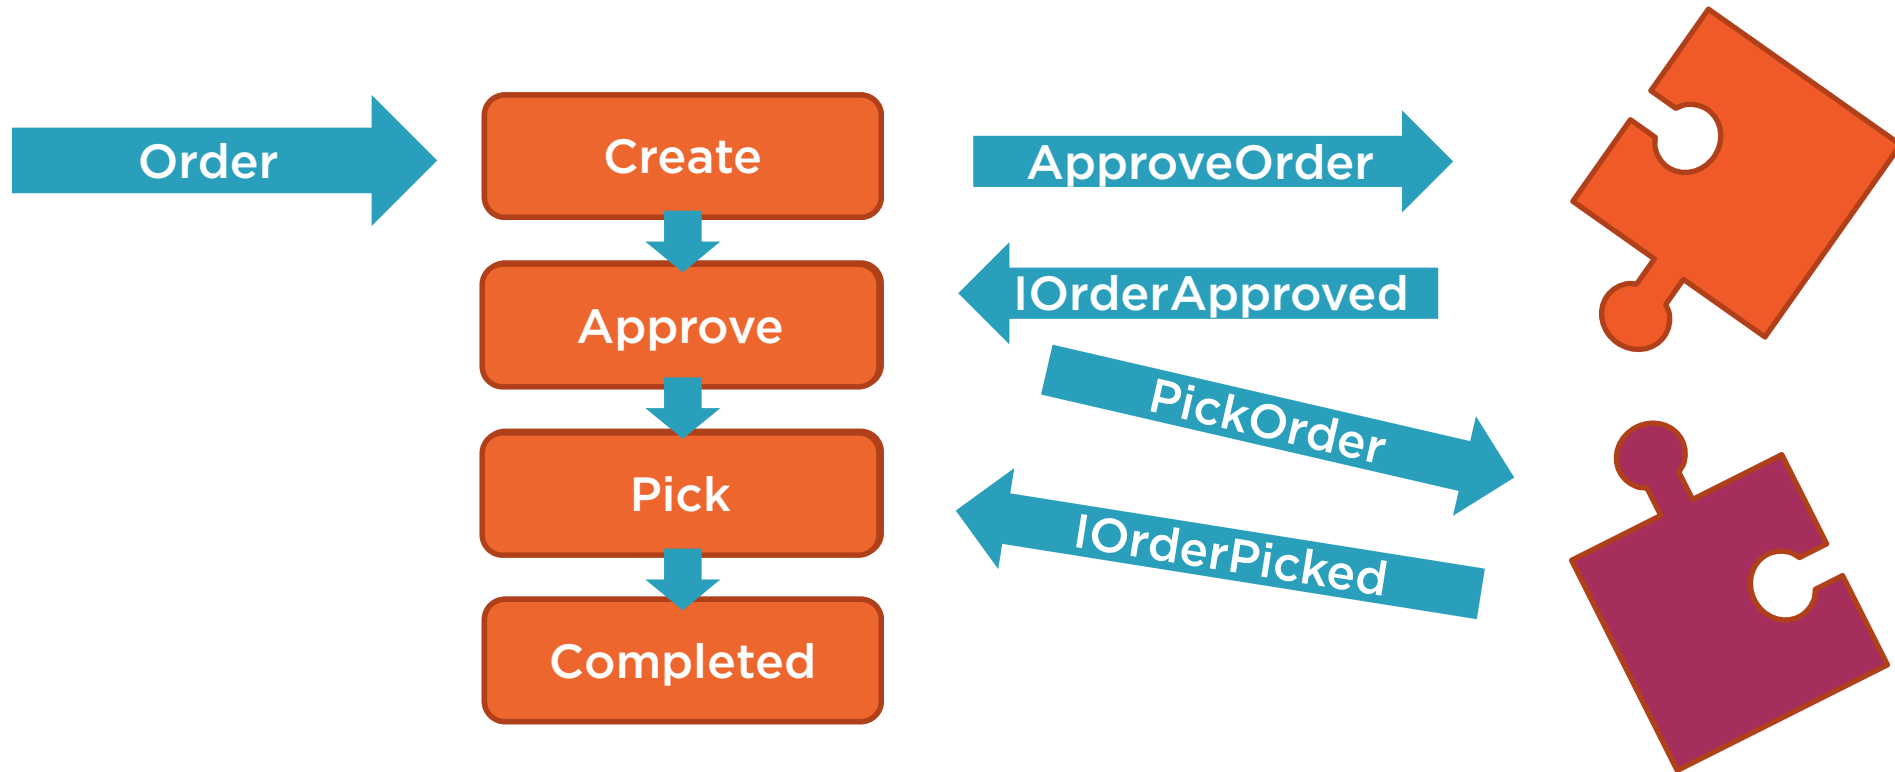 Order
Create
ApproveOrder
IOrderApproved
Approve
PickOrder
Pick
IOrderPicked
Completed